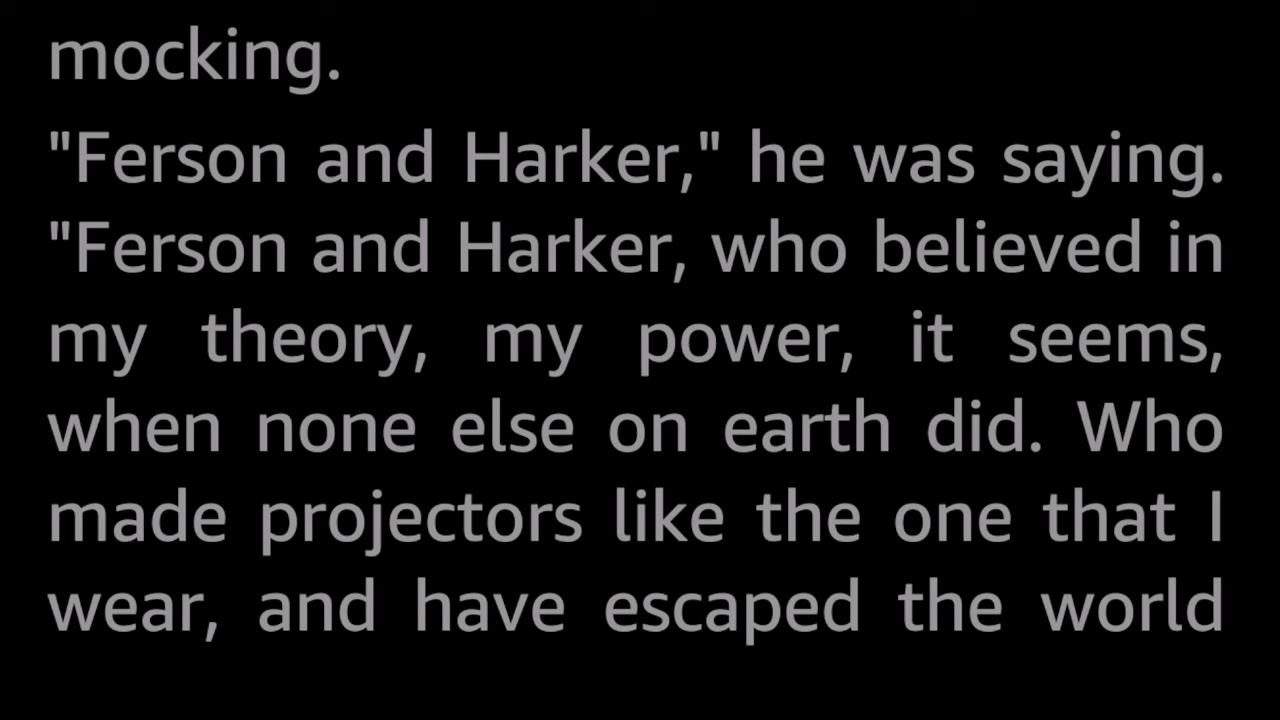 mocking.
"Ferson and Harker," he was saying.
"Ferson and Harker, who believed in
my theory, my power, it seems,
when none else on earth did. Who
made projectors like the one that I
wear, and have escaped the world